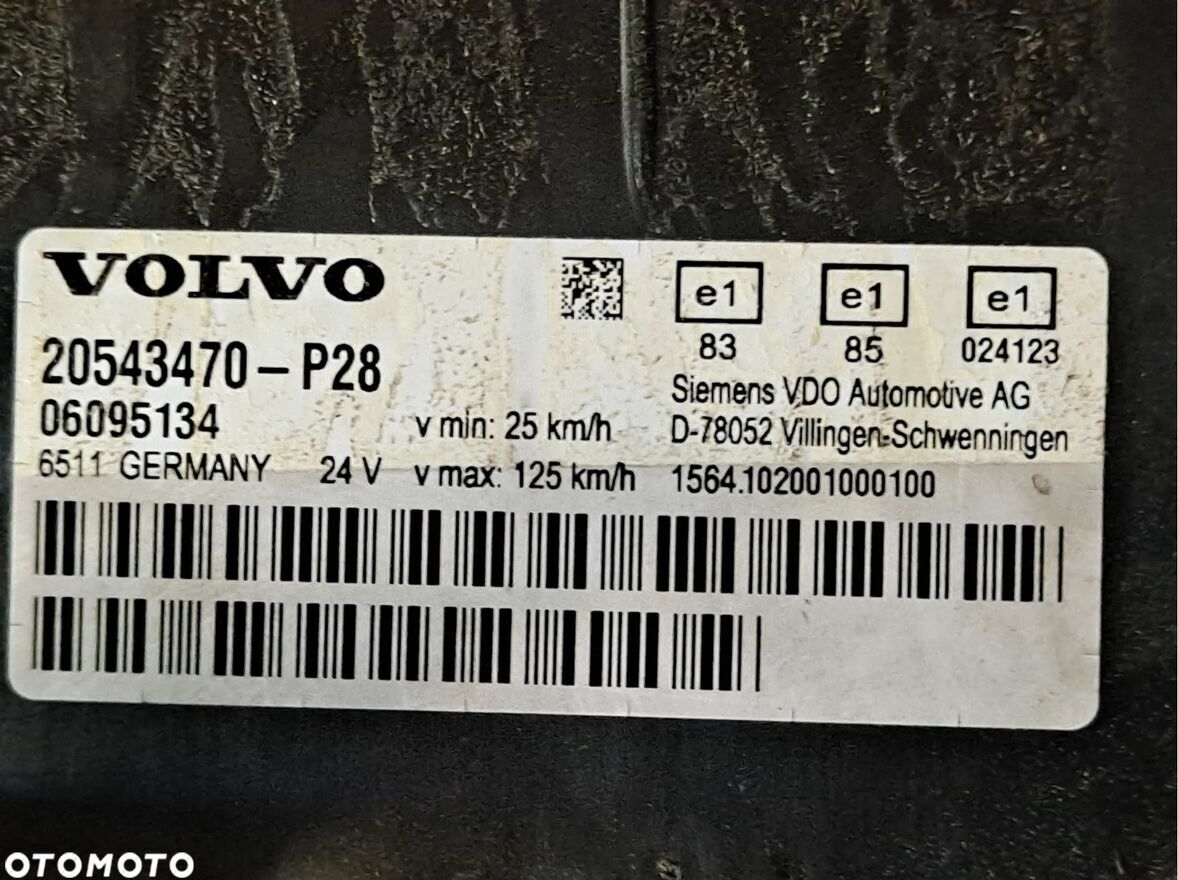 VOLVO
e1 e1 e1
83 85 024123
20543470-P28
Siemens VDO Automotive AG
06095134 v min: 25 km/h D-78052 Villingen-Schwenningen
6511 GERMANY 24 V v max: 125 km/h 1564.102001000100
OTOMOTO